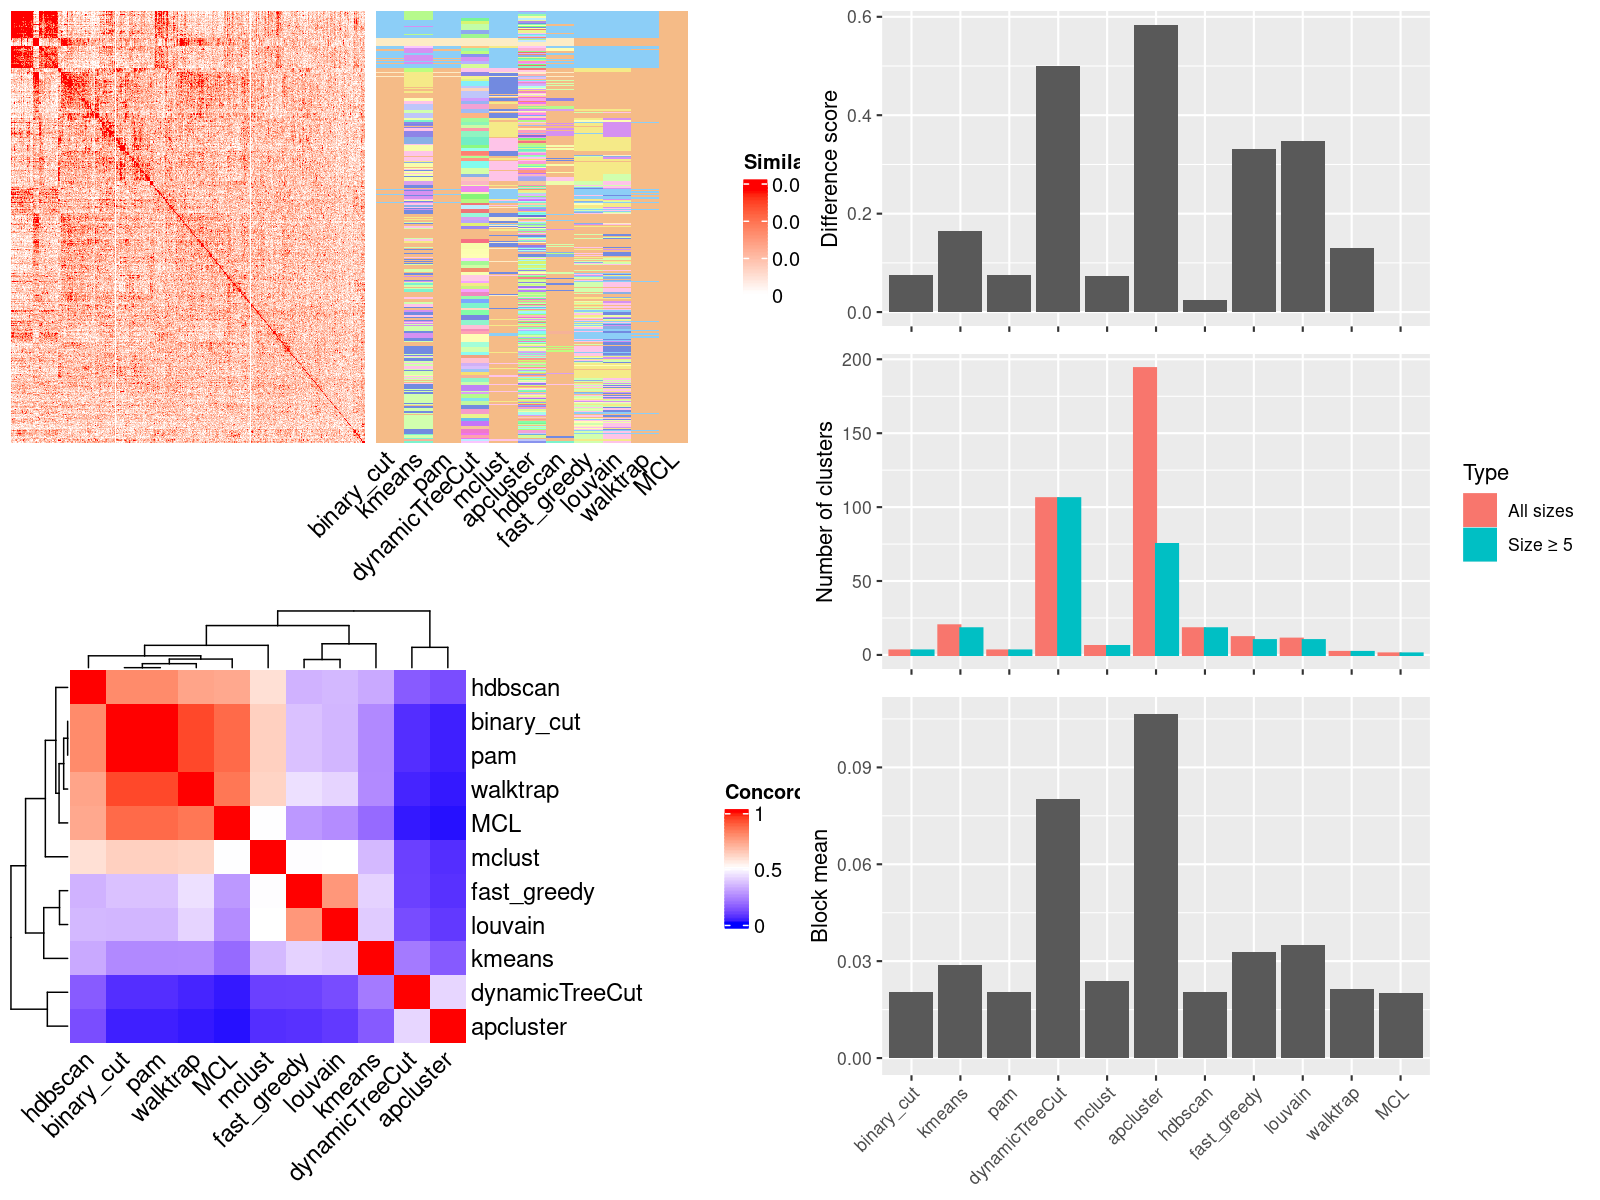 Simila
0.0
0.0
0.0
0
binary_cut
kmeans
pam
dynamicTreeCut
mclust
apcluster
hdbscan
fast_greedy
louvain
walktrap
MCL
hdbscan
binary_cut
pam
walktrap
MCL
mclust
fast_greedy
louvain
kmeans
dynamicTreeCut
apcluster
hdbscan
binary_cut
pam
walktrap
MCL
mclust
fast_greedy
louvain
kmeans
dynamicTreeCut
apcluster
Concord
1
0.5
0
Difference score
0.6
0.4
0.2
0.0
Number of clusters
200
150
100
50
0
Type
All sizes
Size ≥ 5
Block mean
0.09
0.06
0.03
0.00
binary_cut
kmeans
pam
dynamicTreeCut
mclust
apcluster
hdbscan
fast_greedy
louvain
walktrap
MCL